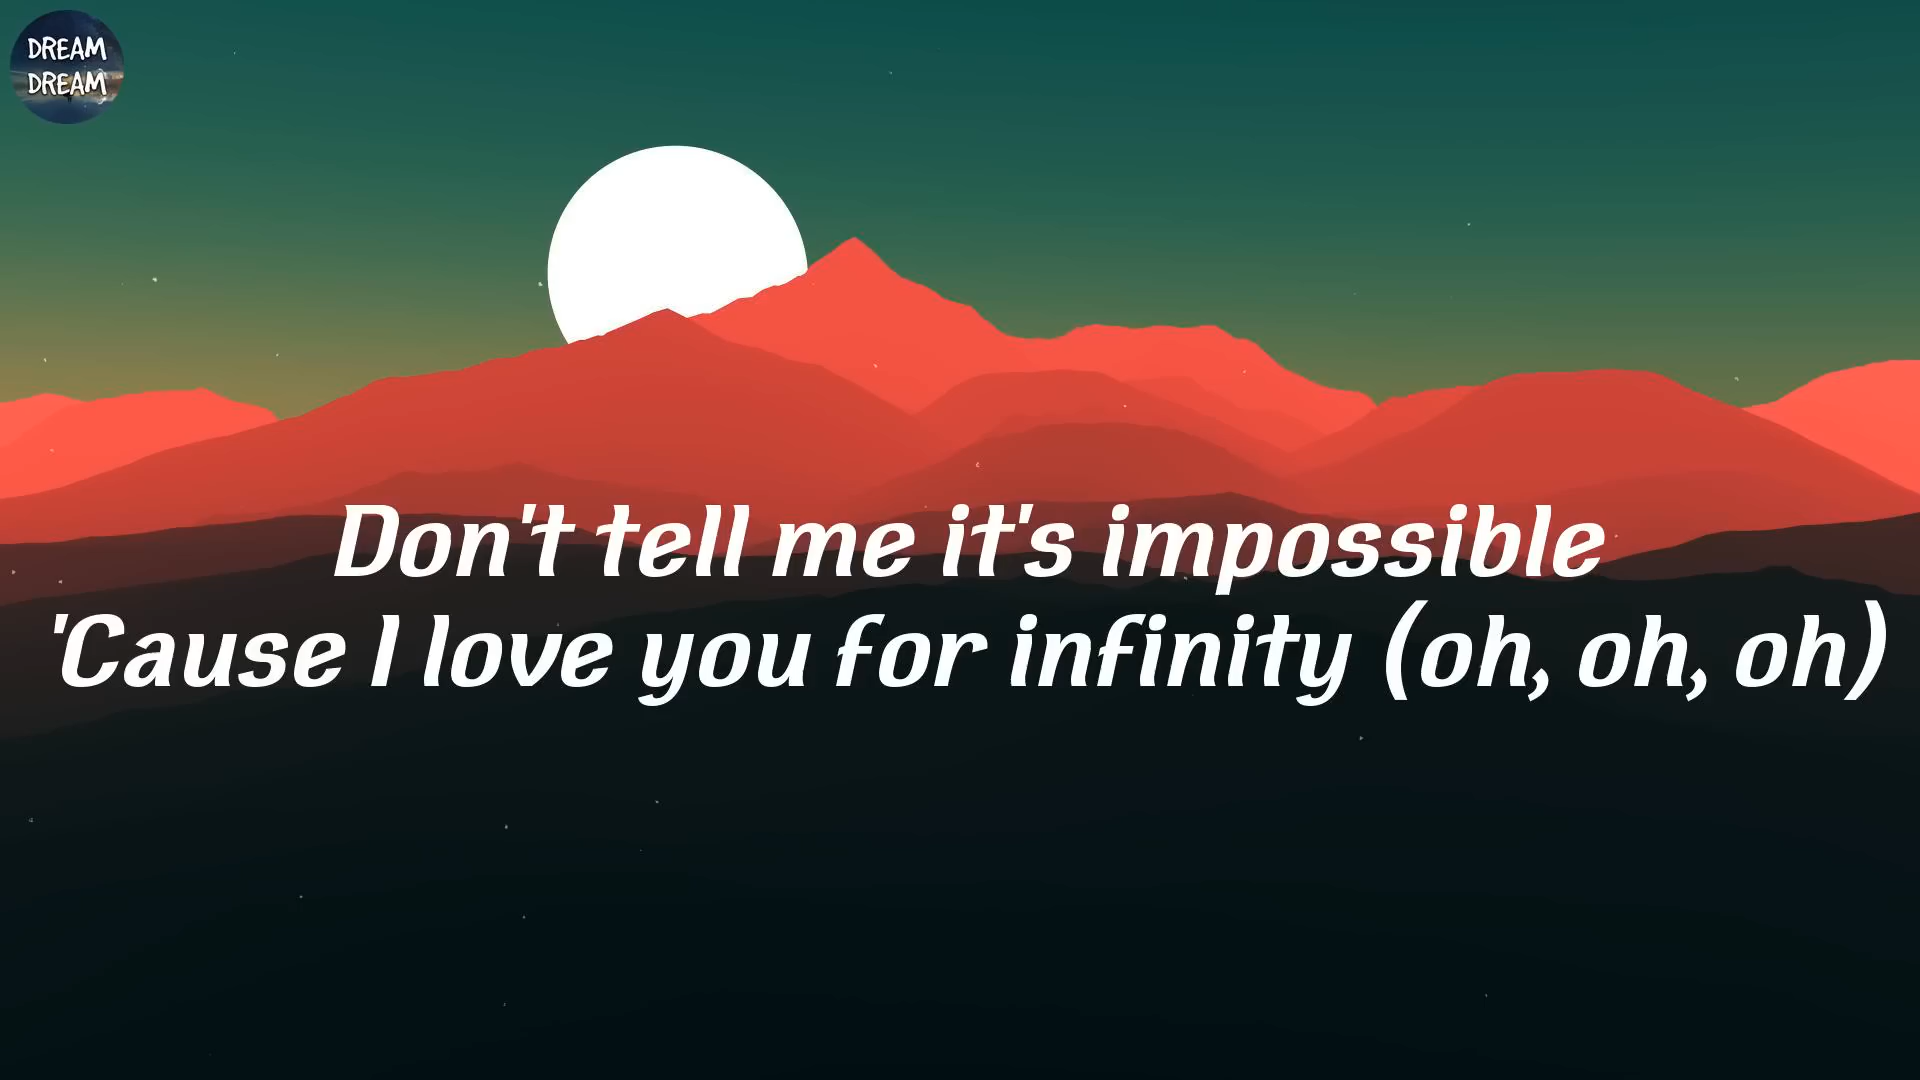 DREAM
DREAM
Don't tell me it's impossible
'Cause I love you for infinity (oh, oh, oh)